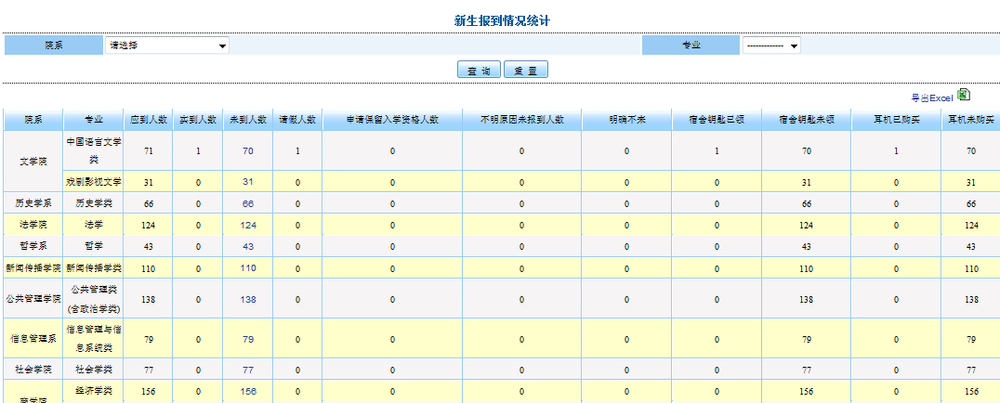 新生报到情况统计
院系 请选择 专业 -------------
查 询 重 置
导出Excel
院系 专业 应到人数 实到人数 未到人数 请假人数 申请保留入学资格人数 不明原因未报到人数 明确不来 宿舍钥匙已领 宿舍钥匙未领 耳机已购买 耳机未购买
文学院 中国语言文学
类 71 1 70 1 0 0 0 1 70 1 70
戏剧影视文学 31 0 31 0 0 0 0 0 31 0 31
历史学系 历史学类 66 0 66 0 0 0 0 0 66 0 66
法学院 法学 124 0 124 0 0 0 0 0 124 0 124
哲学系 哲学 43 0 43 0 0 0 0 0 43 0 43
新闻传播学院 新闻传播学类 110 0 110 0 0 0 0 0 110 0 110
公共管理学院 公共管理类
(含政治学类) 138 0 138 0 0 0 0 0 138 0 138
信息管理系 信息管理与信
息系统类 79 0 79 0 0 0 0 0 79 0 79
社会学院 社会学类 77 0 77 0 0 0 0 0 77 0 77
商学院 经济学类 156 0 156 0 0 0 0 0 156 0 156